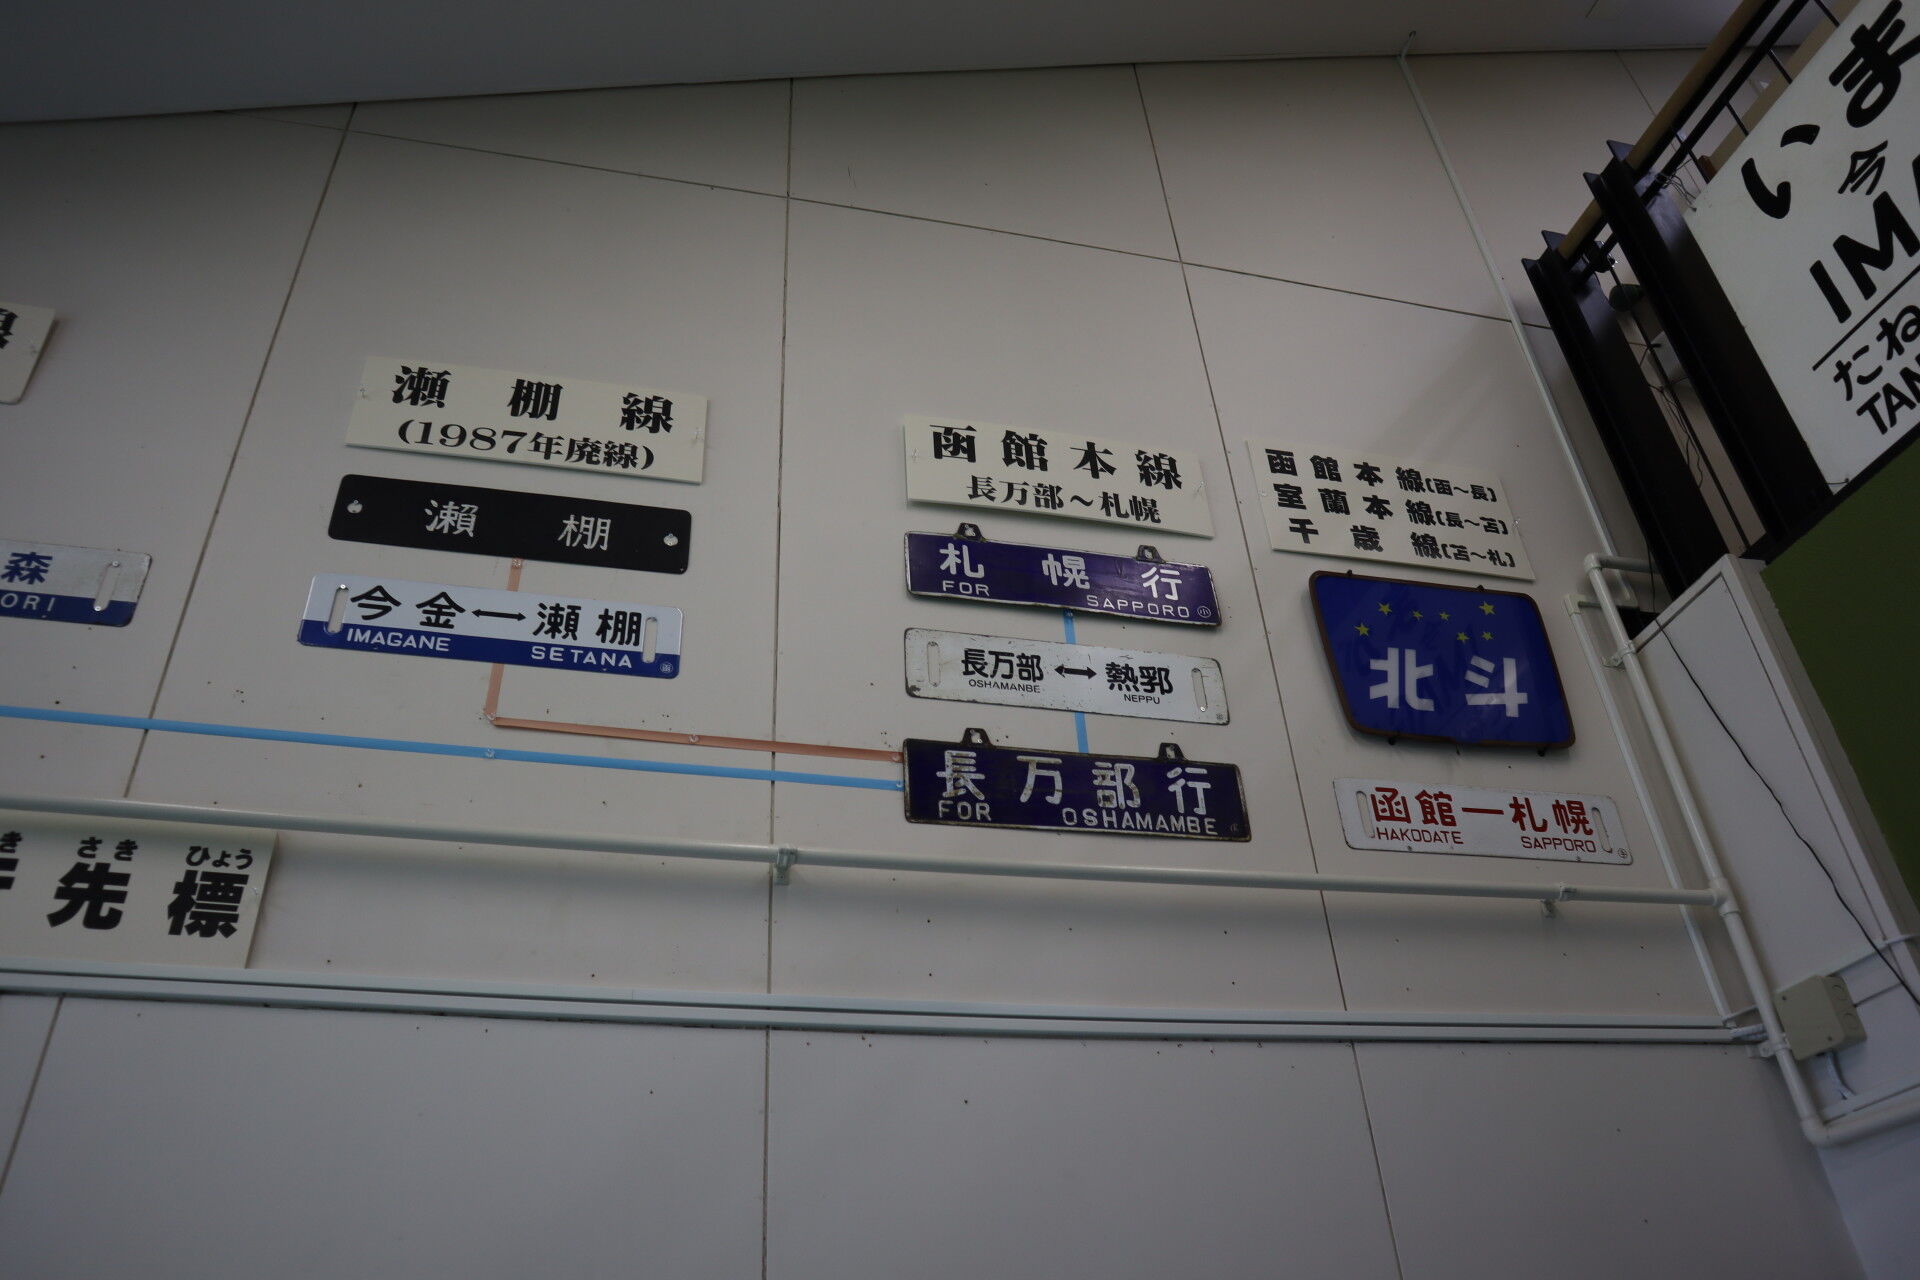 瀬棚線
(1987年廃線)
瀬棚
今金↔瀬棚
IMAGANE SETANA
函館本線
長万部～札幌
札幌行
FOR SAPPORO
長万部↔熱郛
OSHAMANBE NEPPU
長万部行
FOR OSHAMAMBE
函館本線(函～長)
室蘭本線(長～苫)
千歳線(苫～札)
北斗
函館―札幌
HAKODATE SAPPORO
森
ORI
きさきひょう
先標
いま
今
IMA
たね
TAN
線